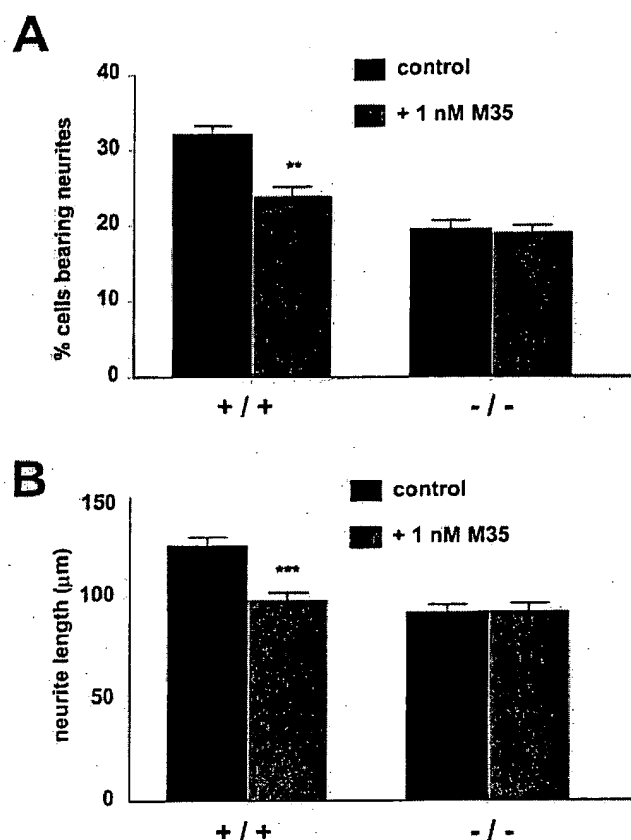 A
control
+ 1 nM M35
% cells bearing neurites
40
30
20
10
0
**
+ / +
- / -
B
control
+ 1 nM M35
neurite length (µm)
150
100
50
0
***
+ / +
- / -